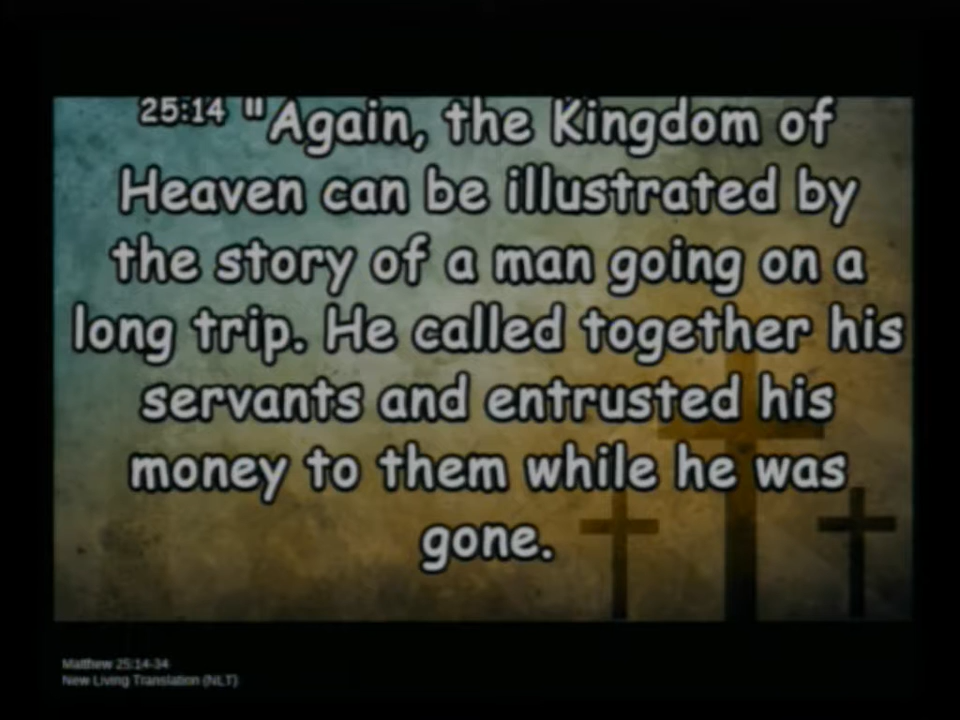 25:14 "Again, the Kingdom of
Heaven can be illustrated by
the story of a man going on a
long trip. He called together his
servants and entrusted his
money to them while he was
gone.
Matthew 25:14-34
New Living Translation (NLT)